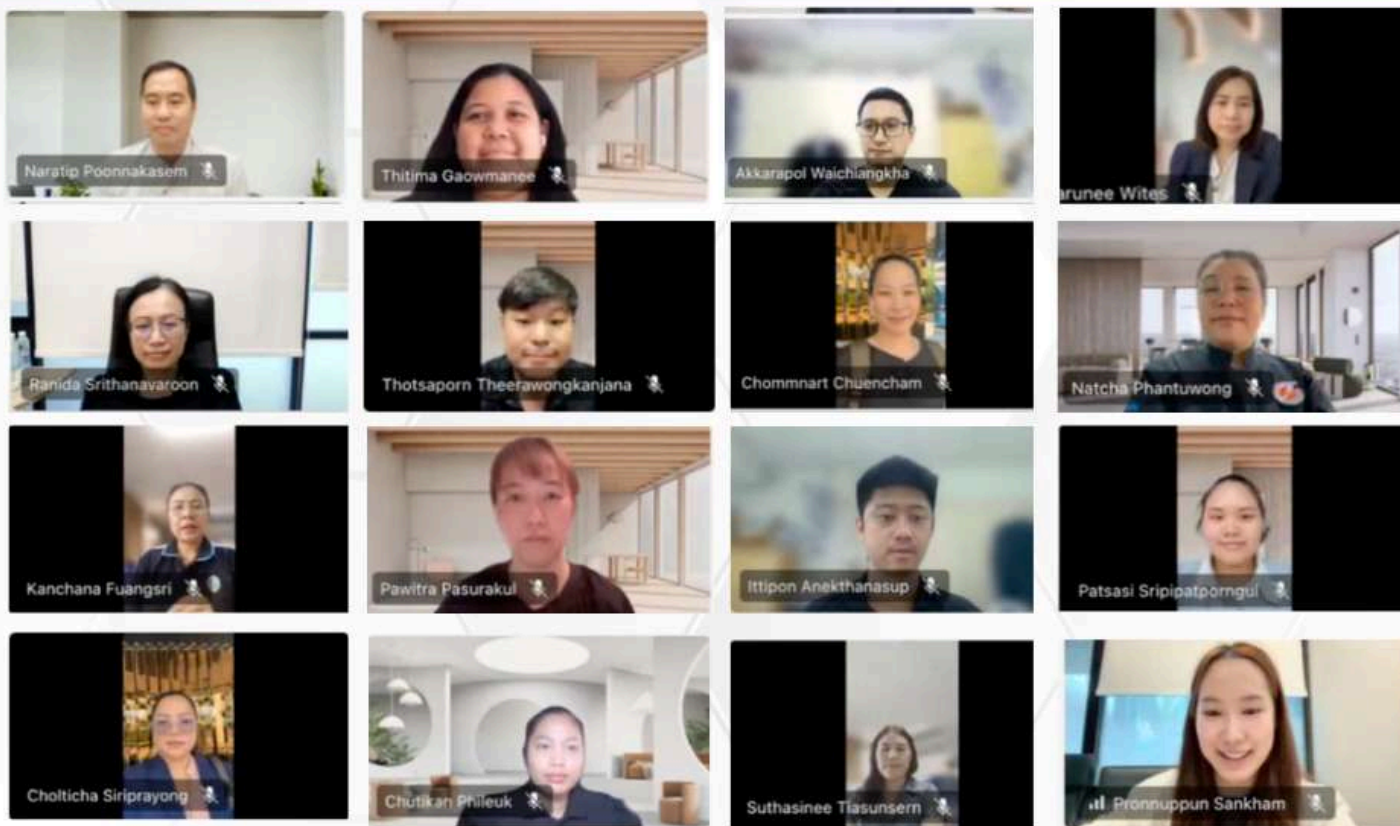 Naratip Poonnakasem
Thitima Gaowmanee
Akkarapol Waichiangkha
arunee Wites
Ranida Srithanavaroon
Thotsaporn Theerawongkanjana
Chommnart Chuencham
Natcha Phantuwong
Kanchana Fuangsri
Pawitra Pasurakul
Ittipon Anekthanasup
Patsasi Sripipatporngul
Cholticha Siriprayong
Chutikan Phileuk
Suthasinee Tiasunsern
Pronnuppun Sankham